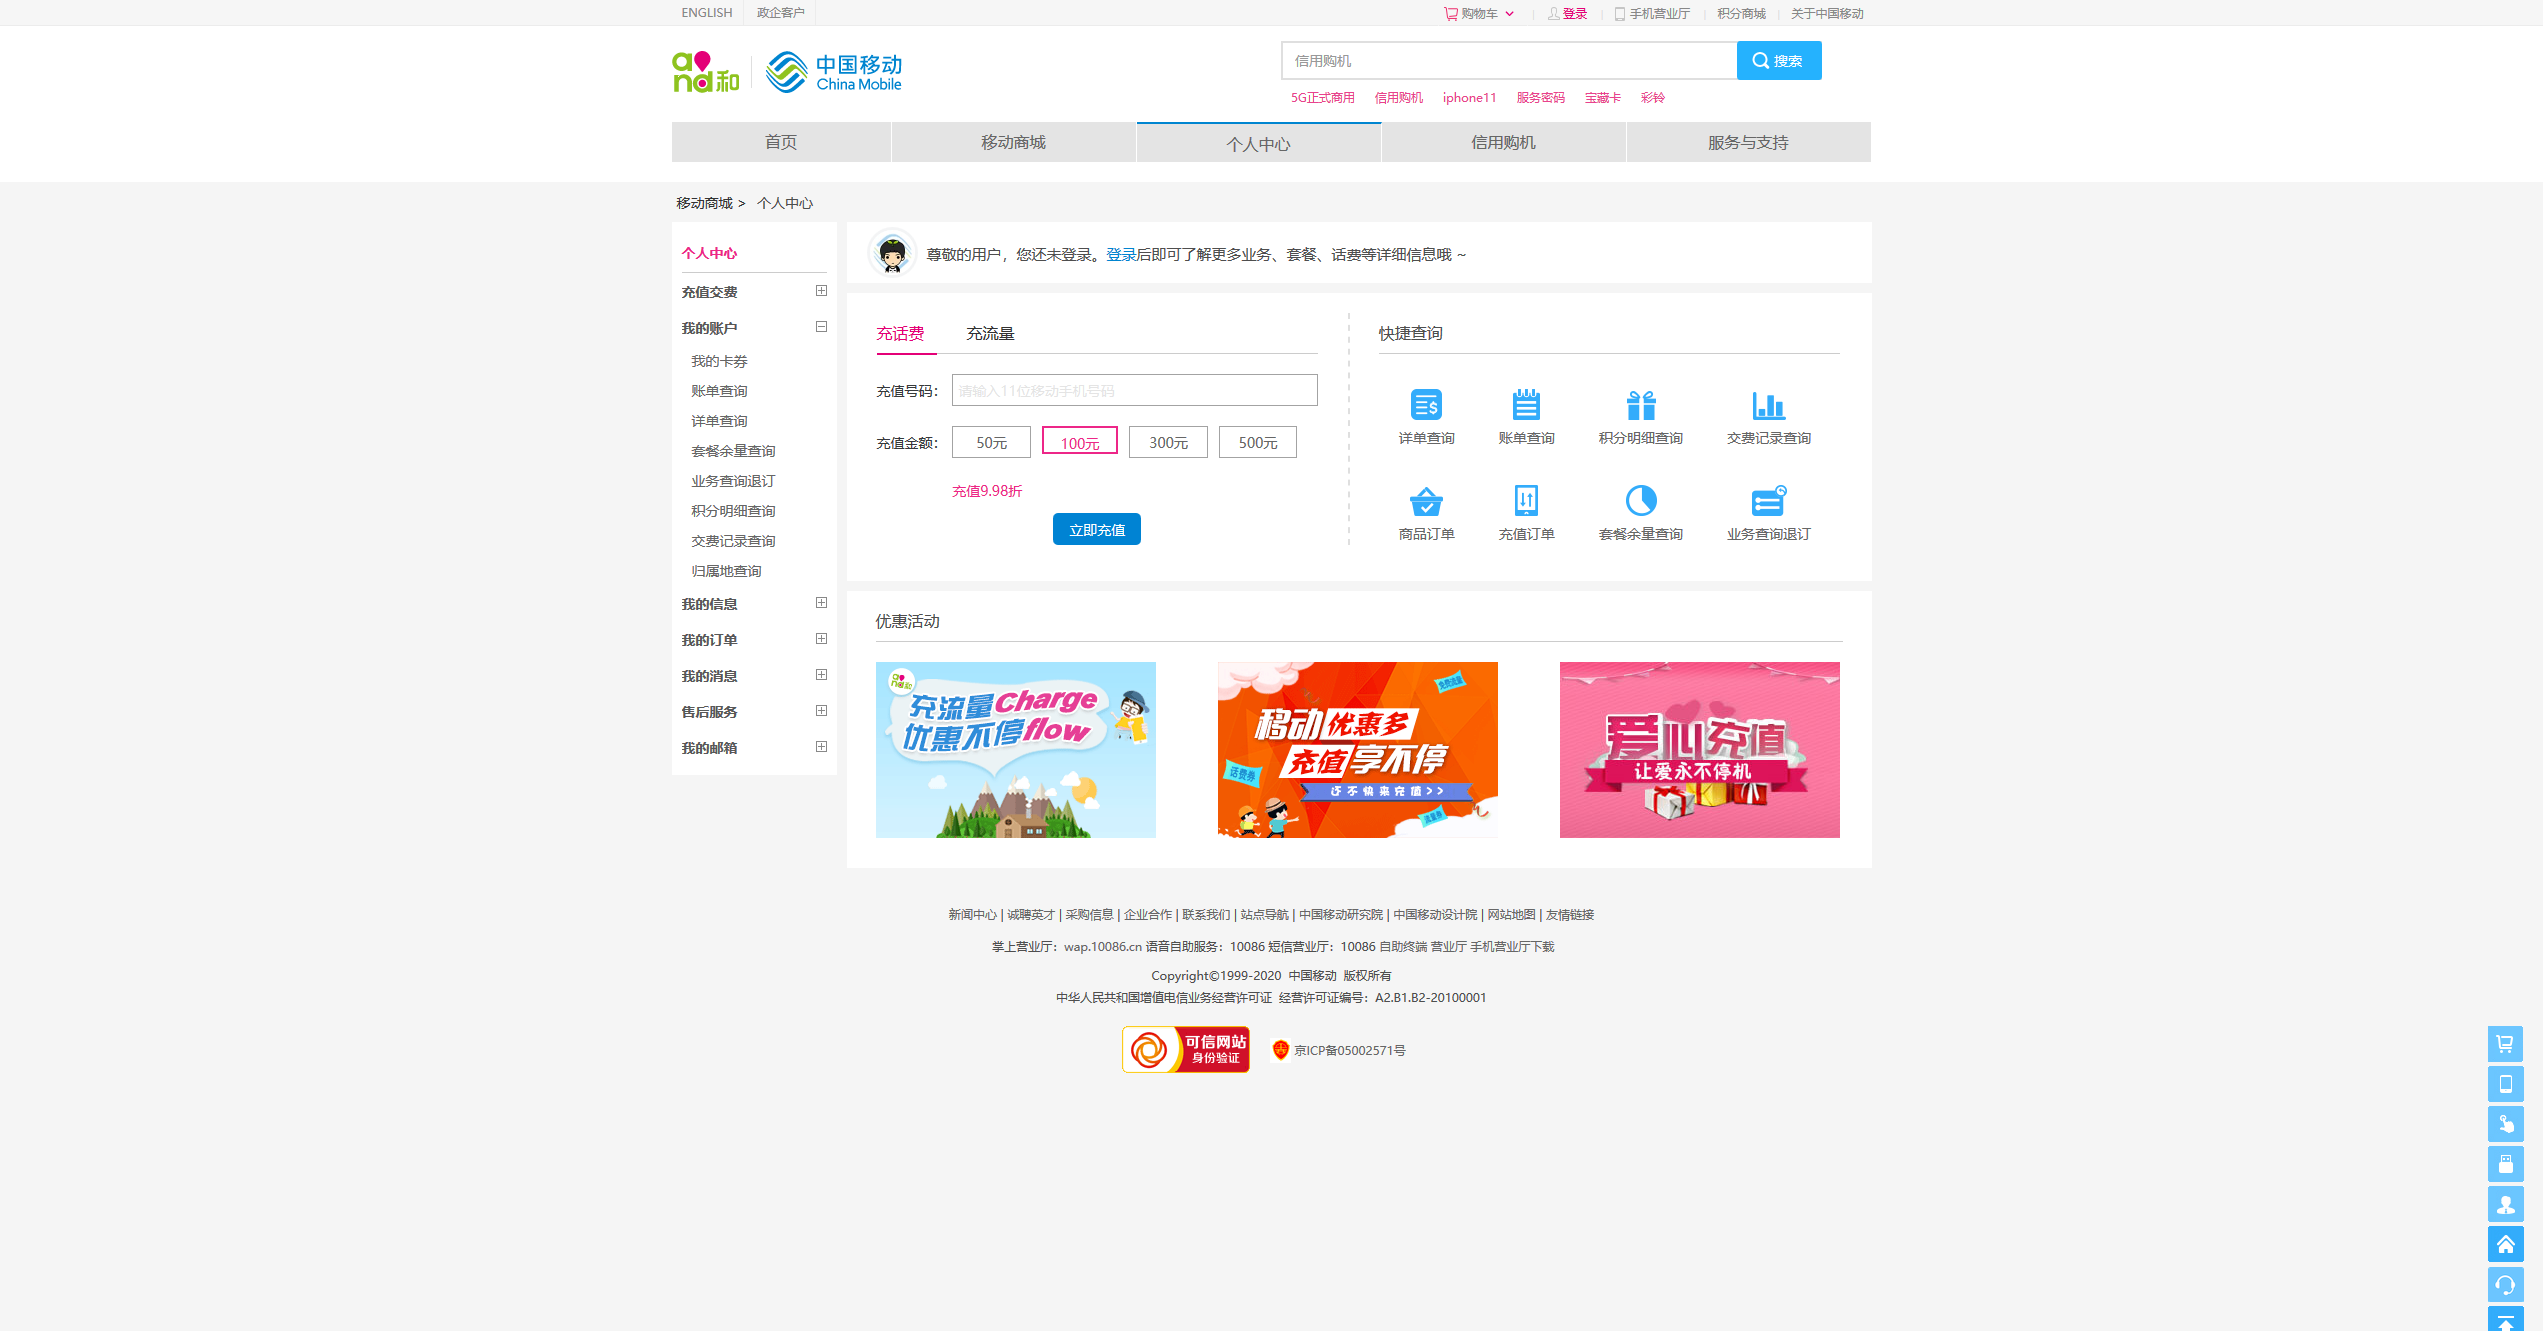 ENGLISH 政企客户 购物车 登录 手机营业厅 积分商城 关于中国移动
and和 中国移动 China Mobile
信用购机 搜索
5G正式商用 信用购机 iphone11 服务密码 宝藏卡 彩铃
首页 移动商城 个人中心 信用购机 服务与支持
移动商城 > 个人中心
个人中心
充值交费
我的账户
我的卡券
账单查询
详单查询
套餐余量查询
业务查询退订
积分明细查询
交费记录查询
归属地查询
我的信息
我的订单
我的消息
售后服务
我的邮箱
尊敬的用户，您还未登录。登录后即可了解更多业务、套餐、话费等详细信息哦 ~
充话费 充流量
充值号码： 请输入11位移动手机号码
充值金额： 50元 100元 300元 500元
充值9.98折
立即充值
快捷查询
详单查询 账单查询 积分明细查询 交费记录查询
商品订单 充值订单 套餐余量查询 业务查询退订
优惠活动
and和
充流量Charge
优惠不停flow
免费流量
移动优惠多
充值享不停
话费券
还不快来充值>>
流量券
爱心充值
让爱永不停机
新闻中心 | 诚聘英才 | 采购信息 | 企业合作 | 联系我们 | 站点导航 | 中国移动研究院 | 中国移动设计院 | 网站地图 | 友情链接
掌上营业厅：wap.10086.cn 语音自助服务：10086 短信营业厅：10086 自助终端 营业厅 手机营业厅下载
Copyright©1999-2020 中国移动 版权所有
中华人民共和国增值电信业务经营许可证 经营许可证编号：A2.B1.B2-20100001
可信网站
身份验证
京ICP备05002571号